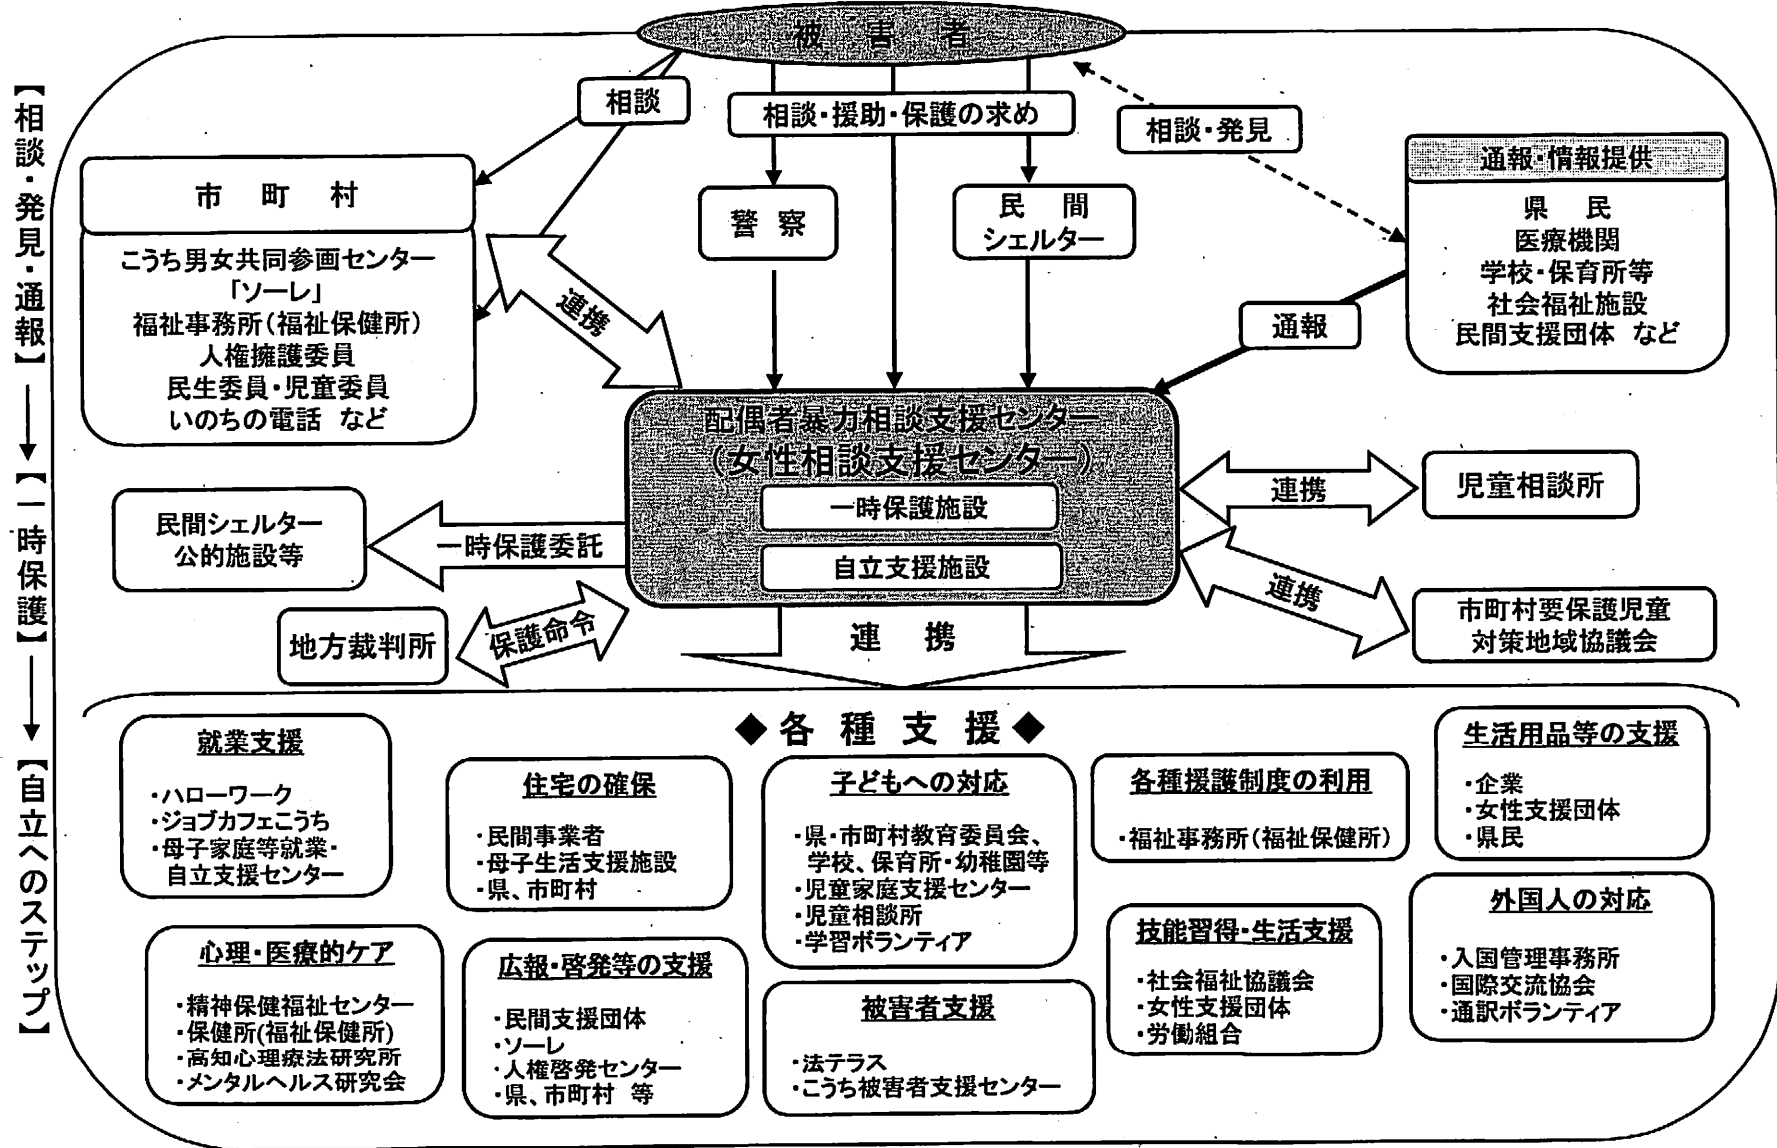 被 害 者
【相談・発見・通報】
【一時保護】
【自立へのステップ】
相談
相談・援助・保護の求め
相談・発見
市 町 村
こうち男女共同参画センター
「ソーレ」
福祉事務所(福祉保健所)
人権擁護委員
民生委員・児童委員
いのちの電話 など
警 察
民 間
シェルター
通報・情報提供
県 民
医療機関
学校・保育所等
社会福祉施設
民間支援団体 など
連携
通報
配偶者暴力相談支援センター
(女性相談支援センター)
一時保護施設
自立支援施設
民間シェルター
公的施設等
一時保護委託
連携
児童相談所
地方裁判所
保護命令
連 携
連携
市町村要保護児童
対策地域協議会
◆各 種 支 援◆
就業支援
・ハローワーク
・ジョブカフェこうち
・母子家庭等就業・
自立支援センター
住宅の確保
・民間事業者
・母子生活支援施設
・県、市町村
子どもへの対応
・県・市町村教育委員会、
学校、保育所・幼稚園等
・児童家庭支援センター
・児童相談所
・学習ボランティア
各種援護制度の利用
・福祉事務所(福祉保健所)
生活用品等の支援
・企業
・女性支援団体
・県民
心理・医療的ケア
・精神保健福祉センター
・保健所(福祉保健所)
・高知心理療法研究所
・メンタルヘルス研究会
広報・啓発等の支援
・民間支援団体
・ソーレ
・人権啓発センター
・県、市町村 等
被害者支援
・法テラス
・こうち被害者支援センター
技能習得・生活支援
・社会福祉協議会
・女性支援団体
・労働組合
外国人の対応
・入国管理事務所
・国際交流協会
・通訳ボランティア